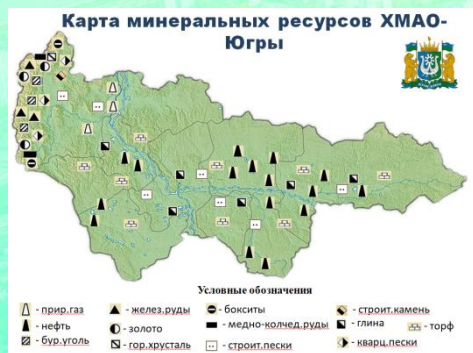 Карта минеральных ресурсов ХМАО-
Югры
Условные обозначения
- прир.газ
- нефть
- бур.уголь
- желез.руды
- золото
- гор.хрусталь
- бокситы
- медно-колчед.руды
- строит.пески
- строит.камень
- глина
- кварц.пески
- торф